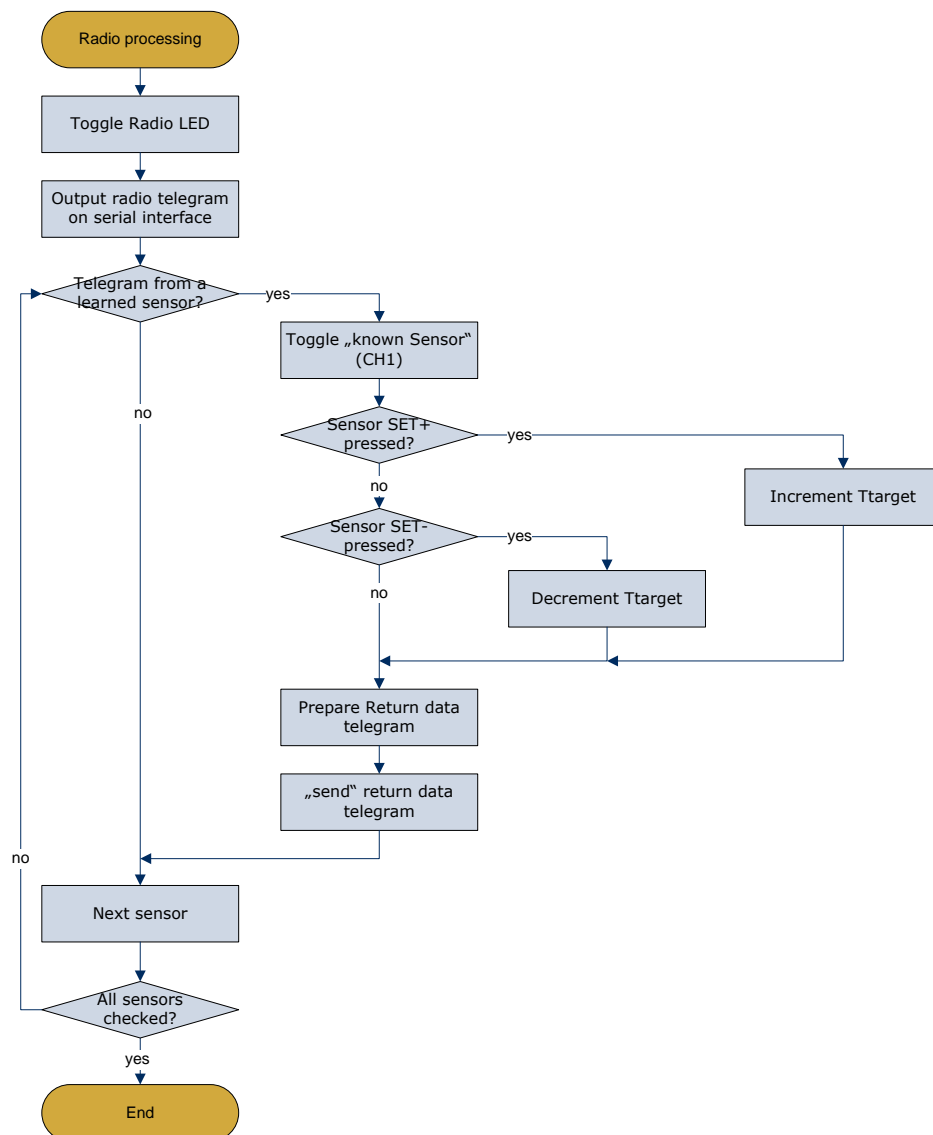 Radio processing
Toggle Radio LED
Output radio telegram
on serial interface
Telegram from a
learned sensor?
yes
Toggle „known Sensor“
(CH1)
no
Sensor SET+
pressed?
yes
no
Increment Ttarget
Sensor SET-
pressed?
yes
no
Decrement Ttarget
Prepare Return data
telegram
„send“ return data
telegram
no
Next sensor
All sensors
checked?
yes
End